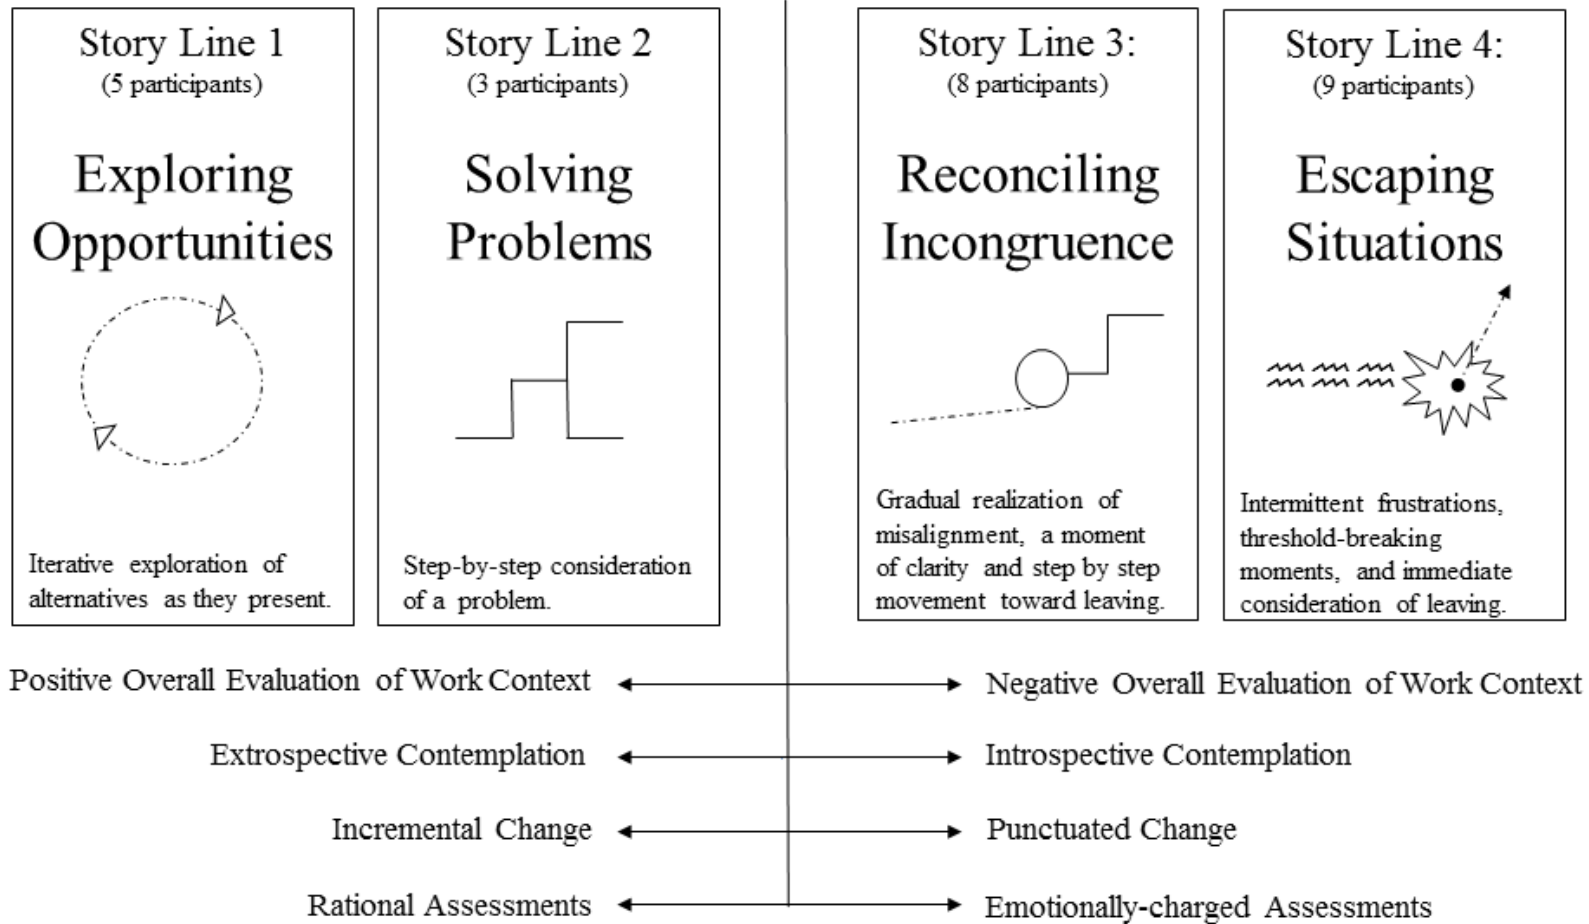 Story Line 1
(5 participants)
Exploring
Opportunities
Iterative exploration of
alternatives as they present.
Story Line 2
(3 participants)
Solving
Problems
Step-by-step consideration
of a problem.
Story Line 3:
(8 participants)
Reconciling
Incongruence
Gradual realization of
misalignment, a moment
of clarity and step by step
movement toward leaving.
Story Line 4:
(9 participants)
Escaping
Situations
Intermittent frustrations,
threshold-breaking
moments, and immediate
consideration of leaving.
Positive Overall Evaluation of Work Context
Negative Overall Evaluation of Work Context
Extrospective Contemplation
Introspective Contemplation
Incremental Change
Punctuated Change
Rational Assessments
Emotionally-charged Assessments